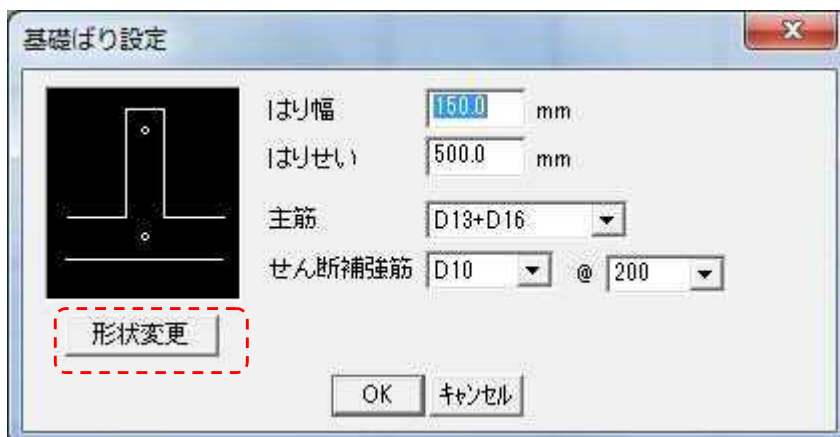 基礎ばり設定
はり幅 150.0 mm
はりせい 500.0 mm
主筋 D13+D16
せん断補強筋 D10 @ 200
形状変更
OK キャンセル